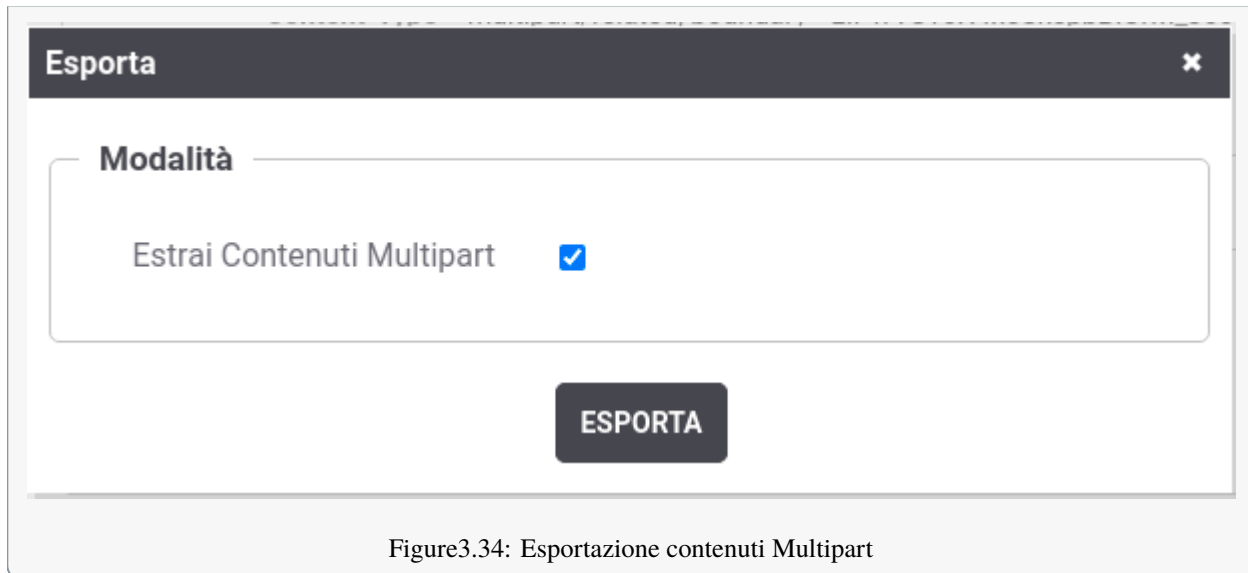 Esporta
Modalità
Estrai Contenuti Multipart
ESPORTA
Figure3.34: Esportazione contenuti Multipart